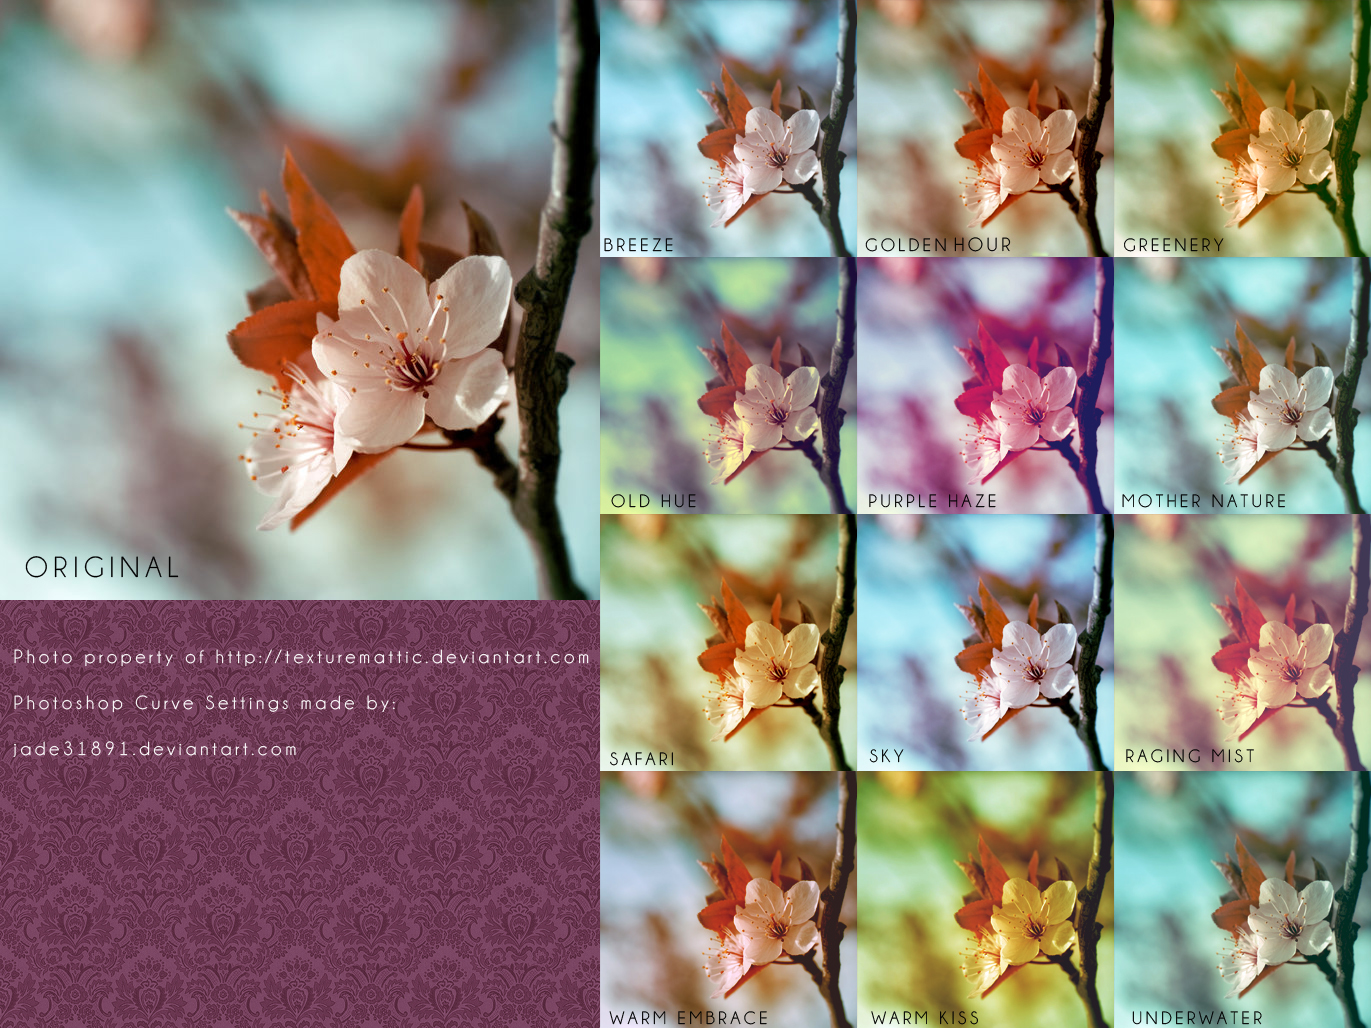 ORIGINAL
Photo property of http://texturemattic.deviantart.com
Photoshop Curve Settings made by:
jade31891.deviantart.com
BREEZE
GOLDEN HOUR
GREENERY
OLD HUE
PURPLE HAZE
MOTHER NATURE
SAFARI
SKY
RAGING MIST
WARM EMBRACE
WARM KISS
UNDERWATER